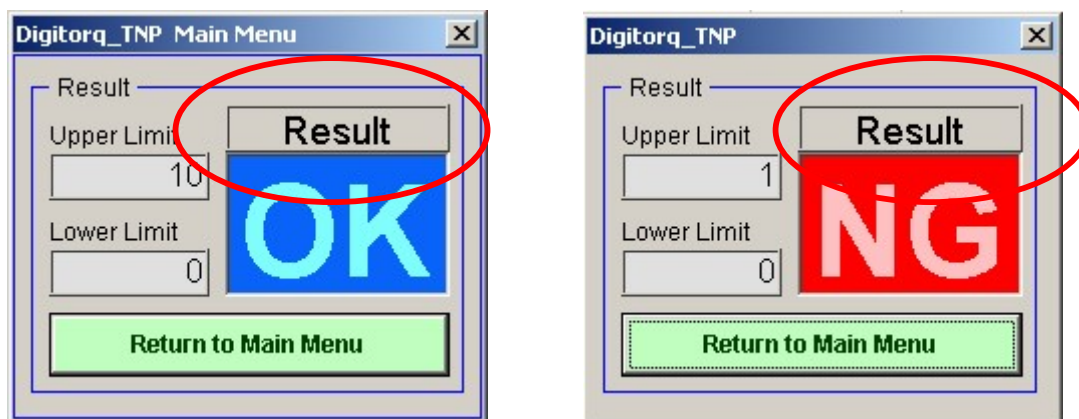 Digitorq_TNP Main Menu
Result
Upper Limit
Result
10
OK
Lower Limit
0
Return to Main Menu
Digitorq_TNP
Result
Upper Limit
Result
1
NG
Lower Limit
0
Return to Main Menu